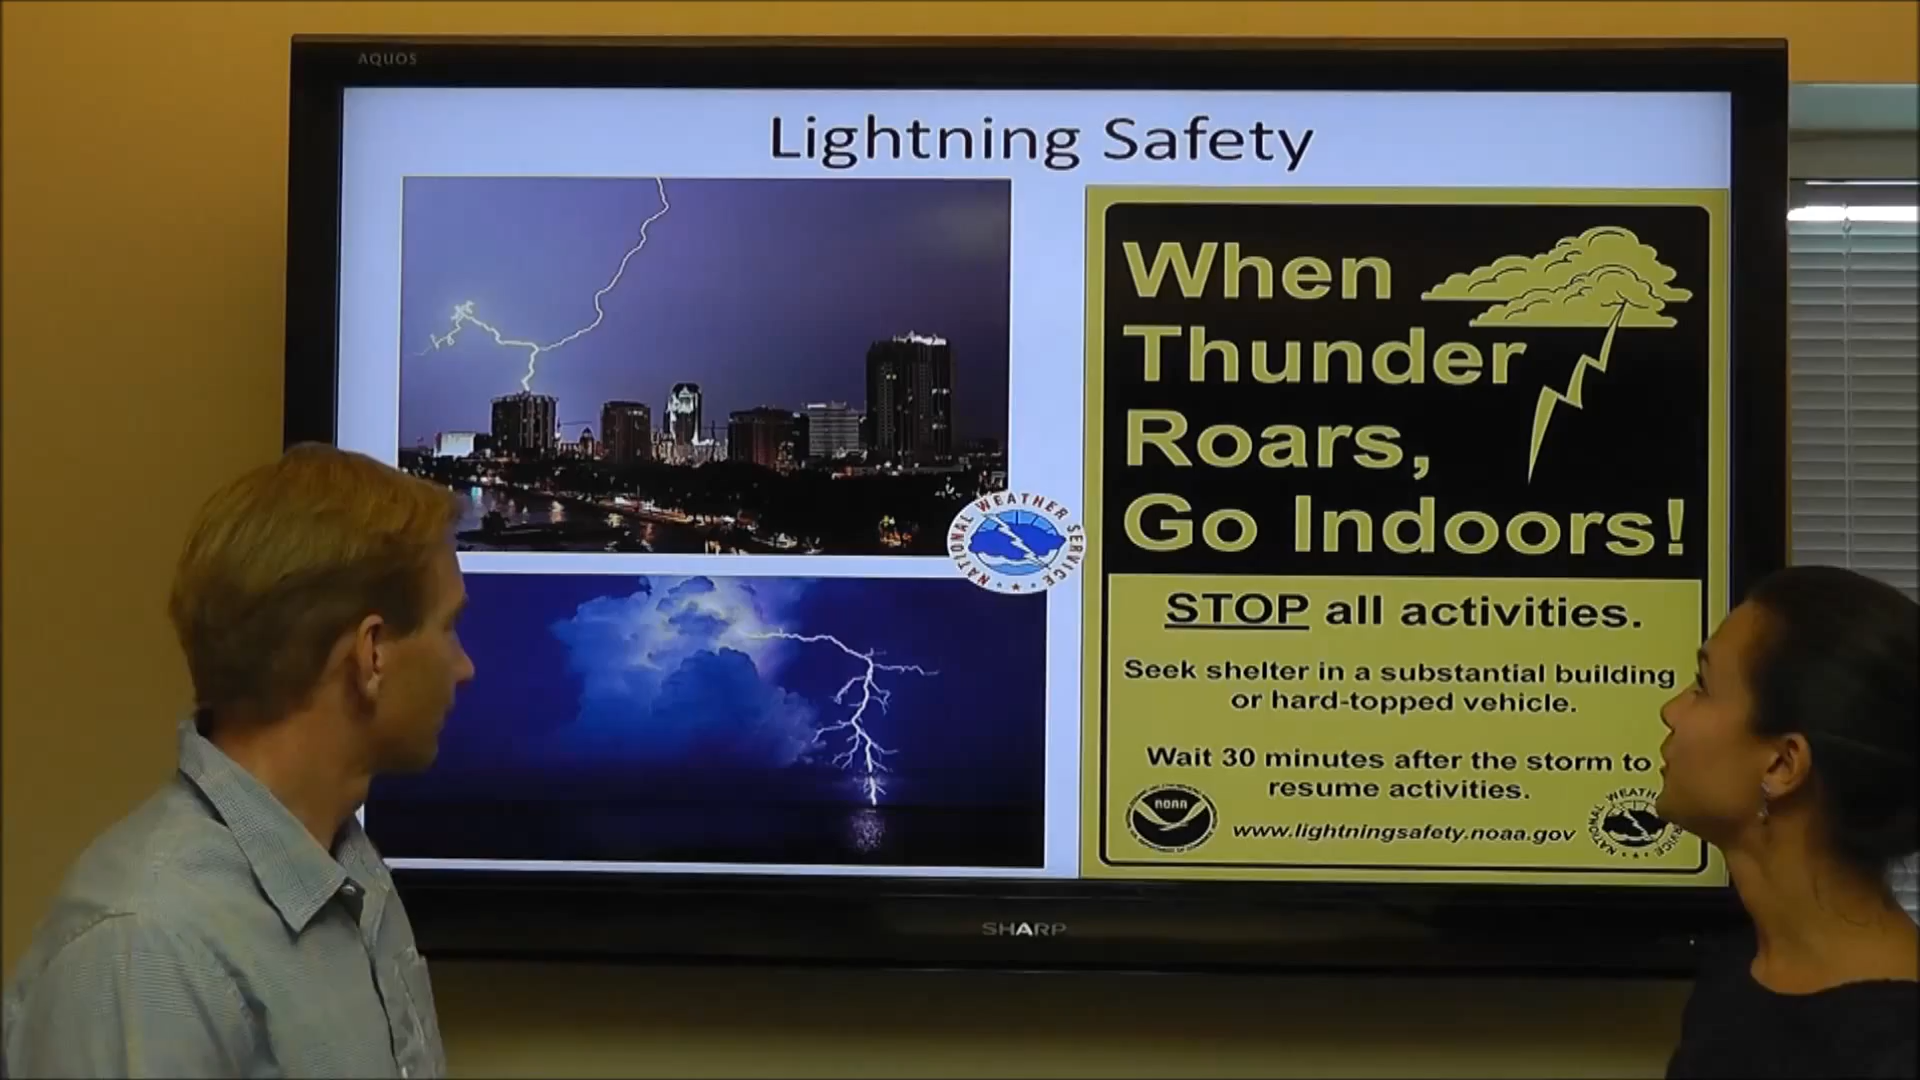 AQUOS
Lightning Safety
NATIONAL WEATHER SERVICE
When
Thunder
Roars,
Go Indoors!
STOP all activities.
Seek shelter in a substantial building
or hard-topped vehicle.
Wait 30 minutes after the storm to
resume activities.
NOAA
www.lightningsafety.noaa.gov
NATIONAL WEATH
SHARP